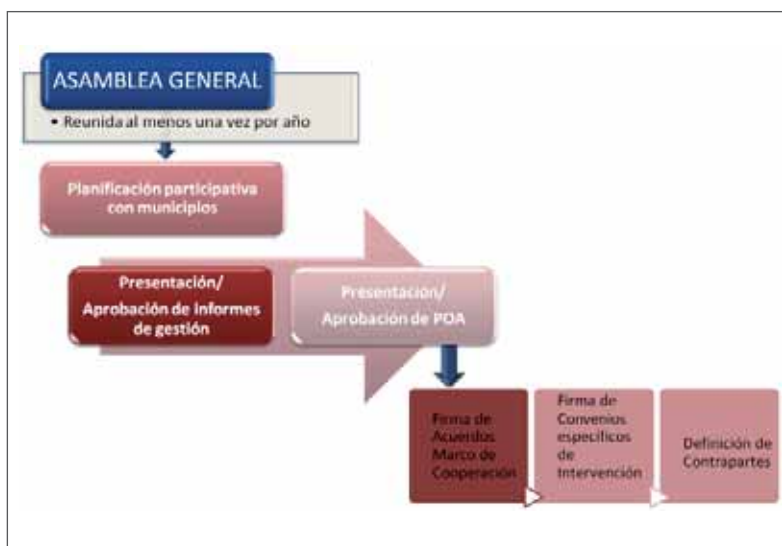 ASAMBLEA GENERAL
• Reunida al menos una vez por año
Planificación participativa
con municipios
Presentación/
Aprobación de Informes
de gestión
Presentación/
Aprobación de POA
Firma de
Acuerdos
Marco de
Cooperación
Firma de
Convenios
específicos
de
Intervención
Definición de
Contrapartes